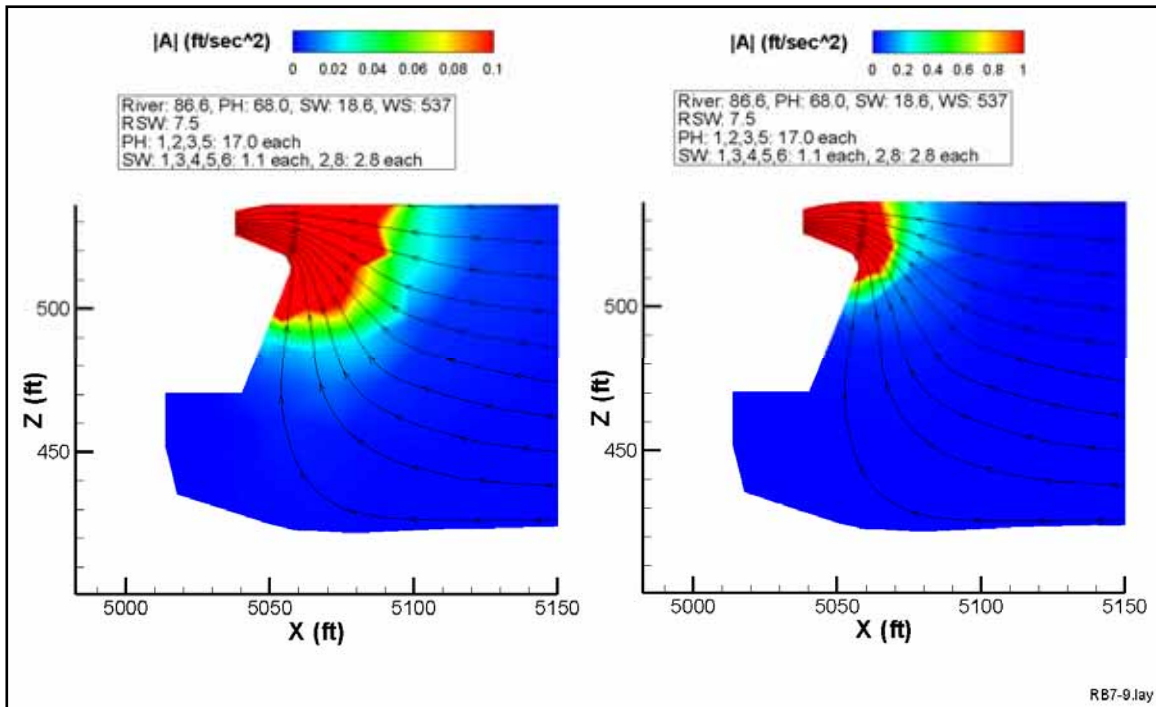 |A| (ft/sec^2)
0 0.02 0.04 0.06 0.08 0.1
River: 86.6, PH: 68.0, SW: 18.6, WS: 537
RSW: 7.5
PH: 1,2,3,5: 17.0 each
SW: 1,3,4,5,6: 1.1 each, 2,8: 2.8 each
500
450
Z (ft)
5000 5050 5100 5150
X (ft)
|A| (ft/sec^2)
0 0.2 0.4 0.6 0.8 1
River: 86.6, PH: 68.0, SW: 18.6, WS: 537
RSW: 7.5
PH: 1,2,3,5: 17.0 each
SW: 1,3,4,5,6: 1.1 each, 2,8: 2.8 each
500
450
Z (ft)
5000 5050 5100 5150
X (ft)
RB7-9.lay